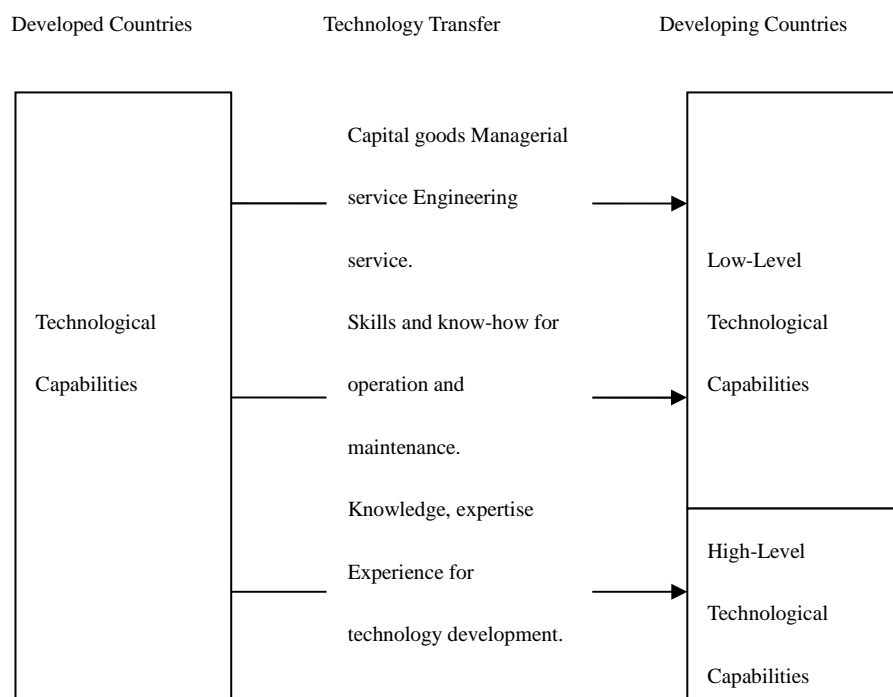 Developed Countries
Technology Transfer
Developing Countries
Technological
Capabilities
Capital goods Managerial
service Engineering
service.
Skills and know-how for
operation and
maintenance.
Knowledge, expertise
Experience for
technology development.
Low-Level
Technological
Capabilities
High-Level
Technological
Capabilities